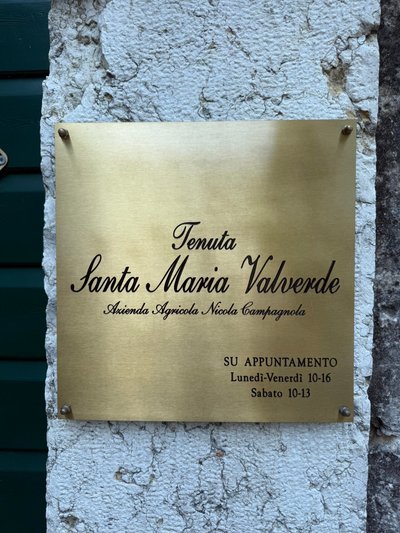 Tenuta
Santa Maria Valverde
Azienda Agricola Nicola Campagnola
SU APPUNTAMENTO
Lunedì-Venerdì 10-16
Sabato 10-13